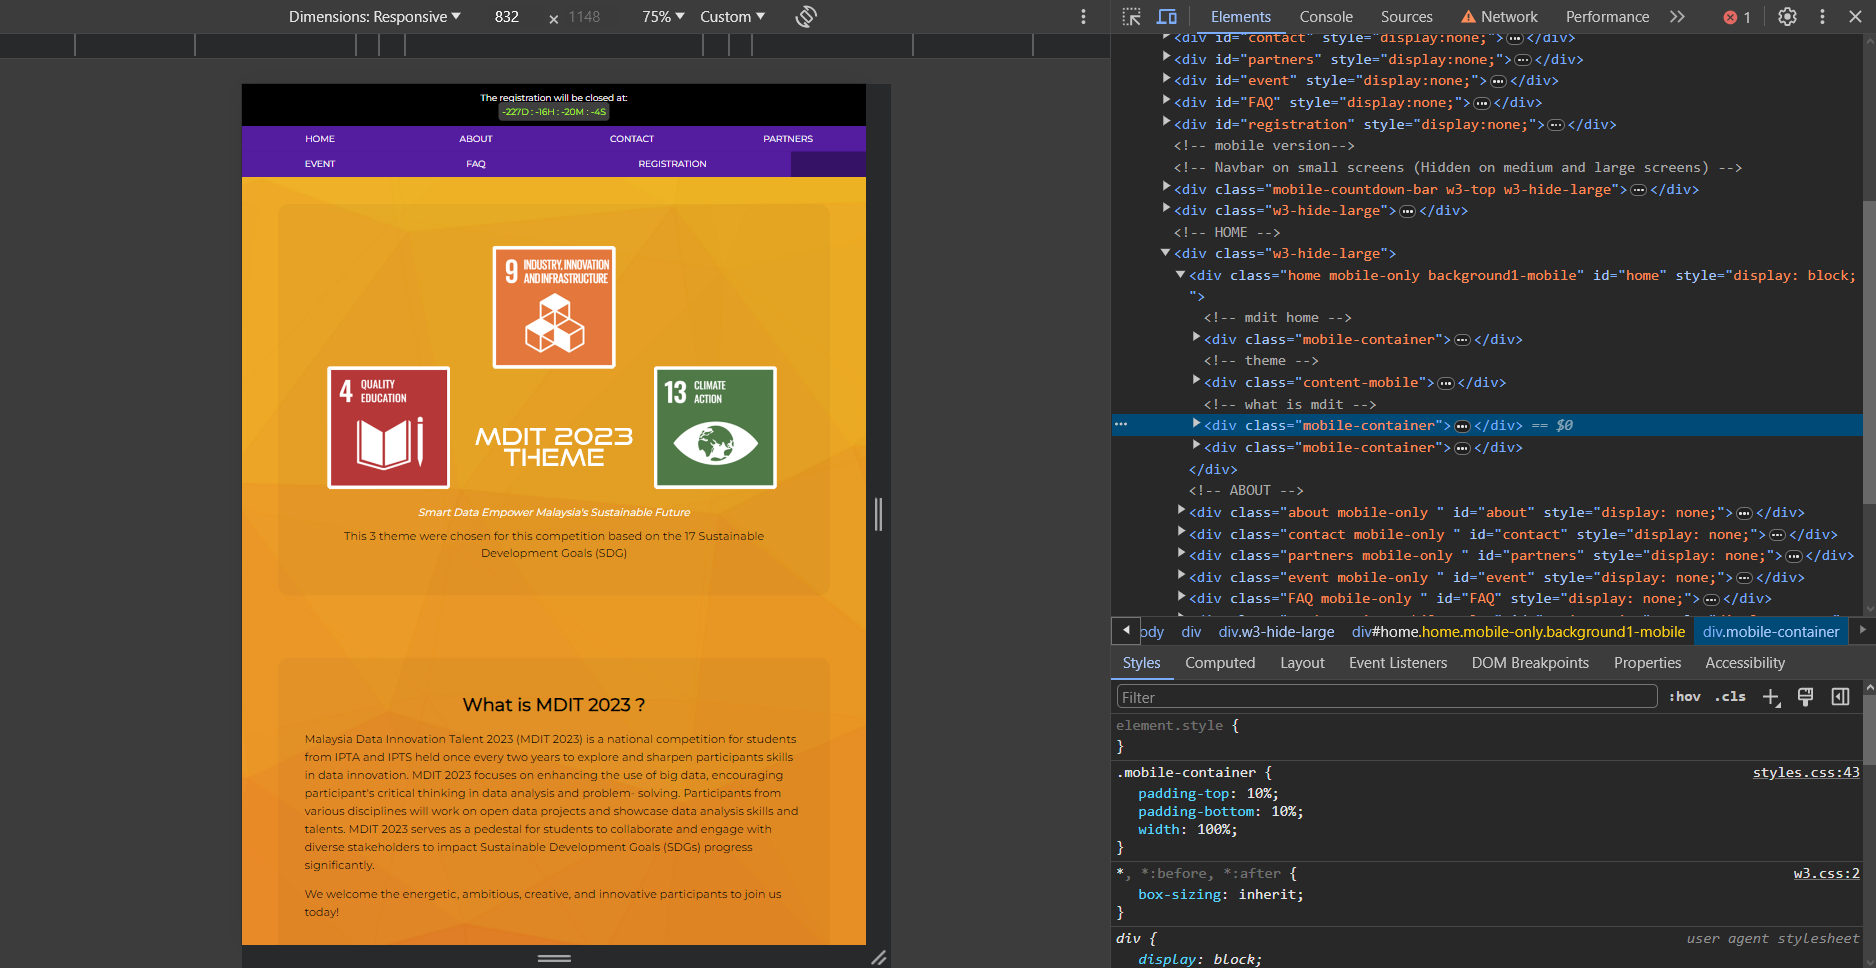 Dimensions: Responsive 832 × 1148 75% Custom
The registration will be closed at:
-227D : -16H : -20M : -4S
HOME ABOUT CONTACT PARTNERS
EVENT FAQ REGISTRATION
9 INDUSTRY, INNOVATION
AND INFRASTRUCTURE
4 QUALITY
EDUCATION
13 CLIMATE
ACTION
MDIT 2023
THEME
Smart Data Empower Malaysia's Sustainable Future
This 3 theme were chosen for this competition based on the 17 Sustainable
Development Goals (SDG)
What is MDIT 2023 ?
Malaysia Data Innovation Talent 2023 (MDIT 2023) is a national competition for students
from IPTA and IPTS held once every two years to explore and sharpen participants skills
in data innovation. MDIT 2023 focuses on enhancing the use of big data, encouraging
participant's critical thinking in data analysis and problem- solving. Participants from
various disciplines will work on open data projects and showcase data analysis skills and
talents. MDIT 2023 serves as a pedestal for students to collaborate and engage with
diverse stakeholders to impact Sustainable Development Goals (SDGs) progress
significantly.
We welcome the energetic, ambitious, creative, and innovative participants to join us
today!
Elements Console Sources Network Performance 1
<div id="contact" style="display:none;">…</div>
<div id="partners" style="display:none;">…</div>
<div id="event" style="display:none;">…</div>
<div id="FAQ" style="display:none;">…</div>
<div id="registration" style="display:none;">…</div>
<!-- mobile version-->
<!-- Navbar on small screens (Hidden on medium and large screens) -->
<div class="mobile-countdown-bar w3-top w3-hide-large">…</div>
<div class="w3-hide-large">…</div>
<!-- HOME -->
<div class="w3-hide-large">
<div class="home mobile-only background1-mobile" id="home" style="display: block;
">
<!-- mdit home -->
<div class="mobile-container">…</div>
<!-- theme -->
<div class="content-mobile">…</div>
<!-- what is mdit -->
<div class="mobile-container">…</div> == $0
<div class="mobile-container">…</div>
</div>
<!-- ABOUT -->
<div class="about mobile-only " id="about" style="display: none;">…</div>
<div class="contact mobile-only " id="contact" style="display: none;">…</div>
<div class="partners mobile-only " id="partners" style="display: none;">…</div>
<div class="event mobile-only " id="event" style="display: none;">…</div>
<div class="FAQ mobile-only " id="FAQ" style="display: none;">…</div>
ody div div.w3-hide-large div#home.home.mobile-only.background1-mobile div.mobile-container
Styles Computed Layout Event Listeners DOM Breakpoints Properties Accessibility
Filter :hov .cls
element.style {
}
.mobile-container { styles.css:43
padding-top: 10%;
padding-bottom: 10%;
width: 100%;
}
*, *:before, *:after { w3.css:2
box-sizing: inherit;
}
div { user agent stylesheet
display: block;